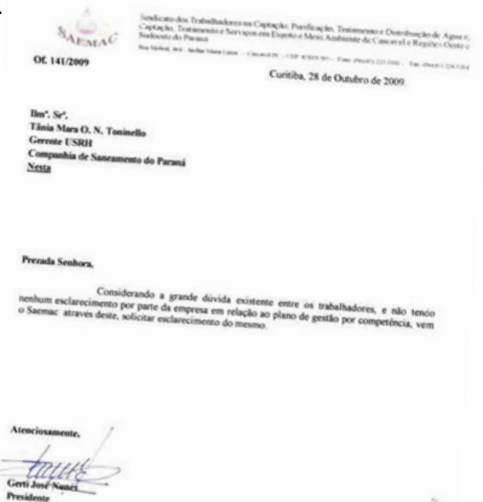 SAEMAC
Sindicato dos Trabalhadores na Captação, Purificação, Tratamento e Distribuição de Água e,
Captação, Tratamento e Serviços em Esgoto e Meio Ambiente de Cascavel e Regiões Oeste e
Sudoeste do Paraná
Of. 141/2009
Curitiba, 28 de Outubro de 2009.
Ilmª. Srª.
Tânia Mara O. N. Toninello
Gerente USRH
Companhia de Saneamento do Paraná
Nesta
Prezada Senhora,
Considerando a grande dúvida existente entre os trabalhadores, e não tendo
nenhum esclarecimento por parte da empresa em relação ao plano de gestão por competência, vem
o Saemac através deste, solicitar esclarecimento do mesmo.
Atenciosamente,
Gerti José Nunes
Presidente